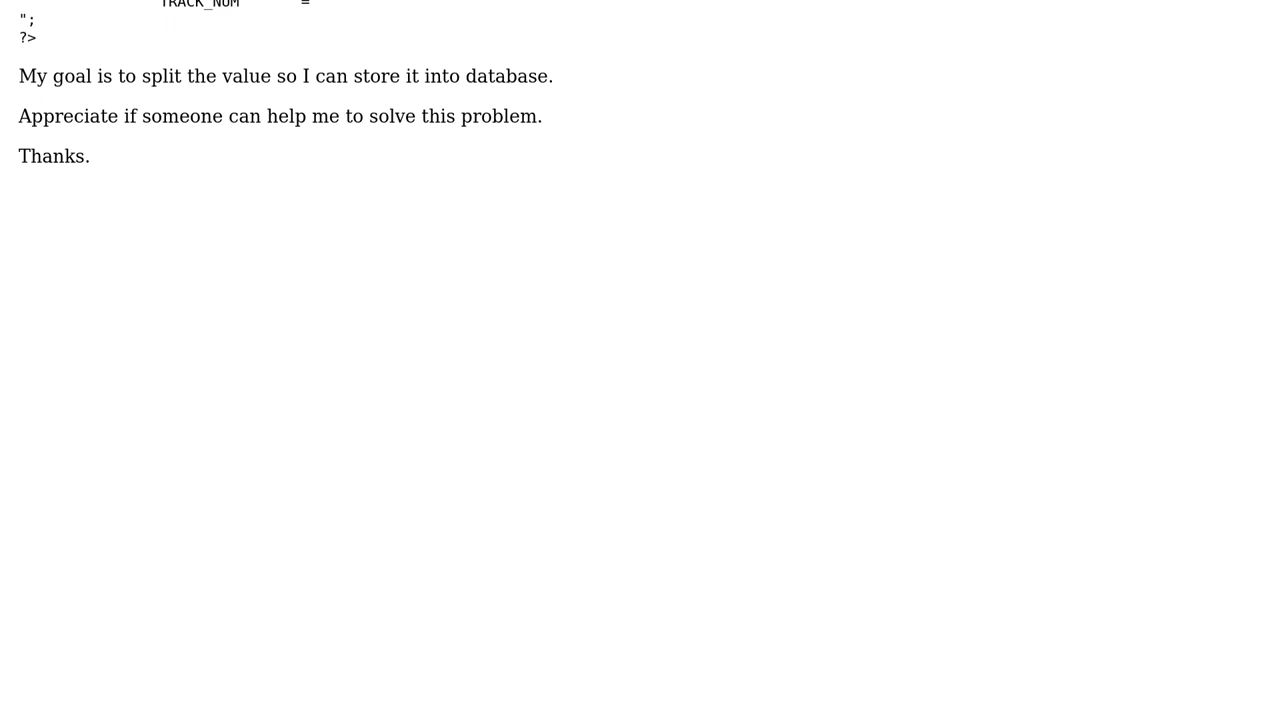 TRACK_NUM       =
";
?>
My goal is to split the value so I can store it into database.
Appreciate if someone can help me to solve this problem.
Thanks.